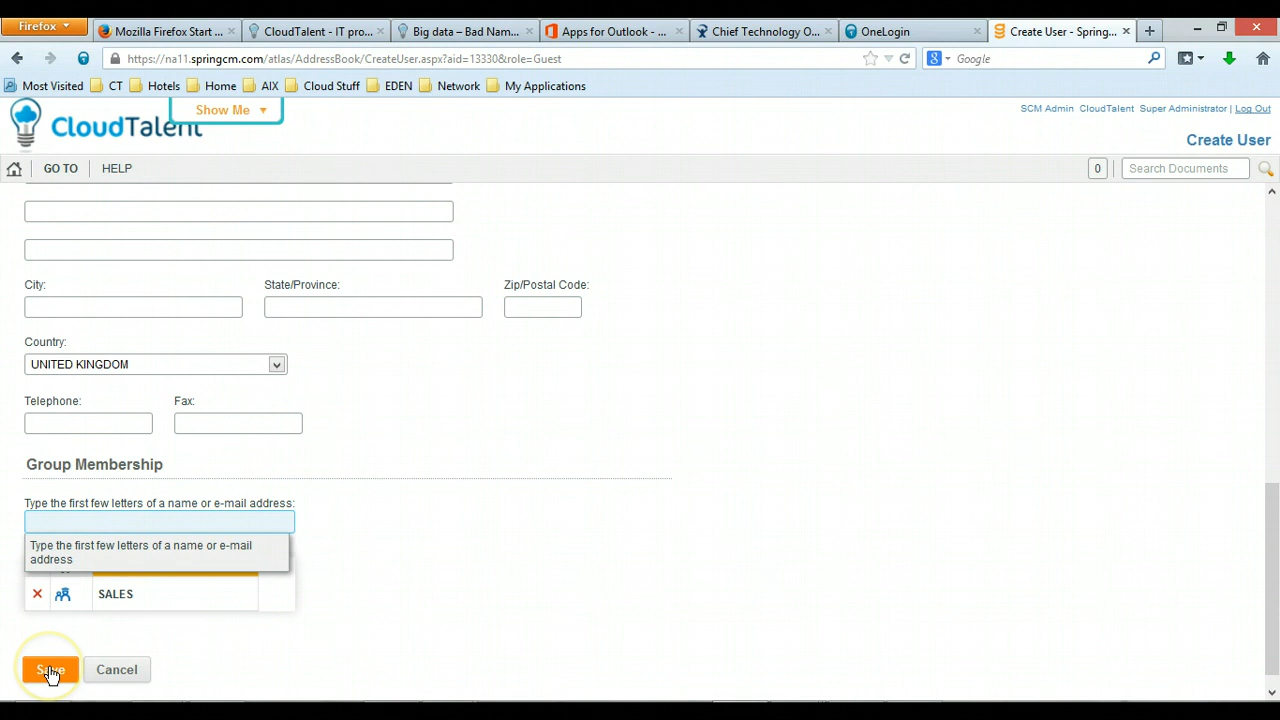 Firefox
Mozilla Firefox Start ...
CloudTalent - IT pro...
Big data – Bad Nam...
Apps for Outlook - ...
Chief Technology O...
OneLogin
Create User - Spring...
https://na11.springcm.com/atlas/AddressBook/CreateUser.aspx?aid=13330&role=Guest
Google
Most Visited
CT
Hotels
Home
AIX
Cloud Stuff
EDEN
Network
My Applications
Show Me
SCM Admin CloudTalent Super Administrator | Log Out
CloudTalent
Create User
GO TO
HELP
0
Search Documents
City:
State/Province:
Zip/Postal Code:
Country:
UNITED KINGDOM
Telephone:
Fax:
Group Membership
Type the first few letters of a name or e-mail address:
Type the first few letters of a name or e-mail
address
SALES
Save
Cancel